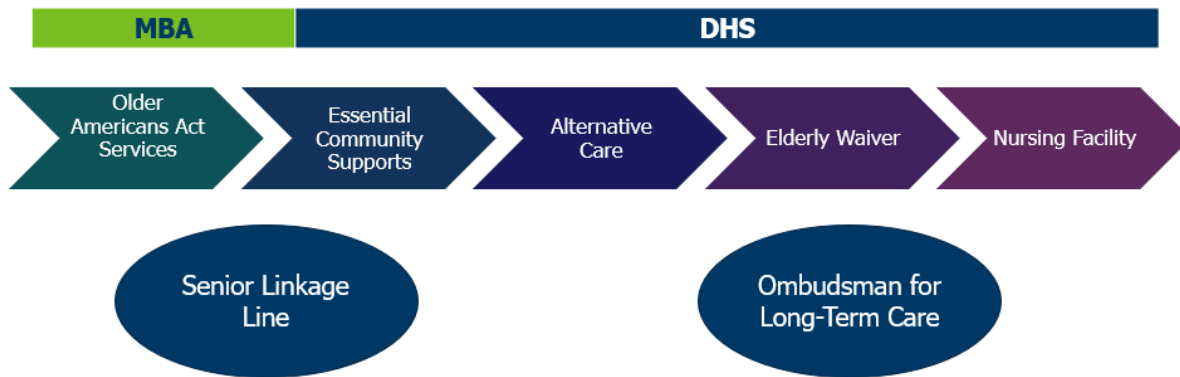 MBA
DHS
Older
Americans Act
Services
Essential
Community
Supports
Alternative
Care
Elderly Waiver
Nursing Facility
Senior Linkage
Line
Ombudsman for
Long-Term Care